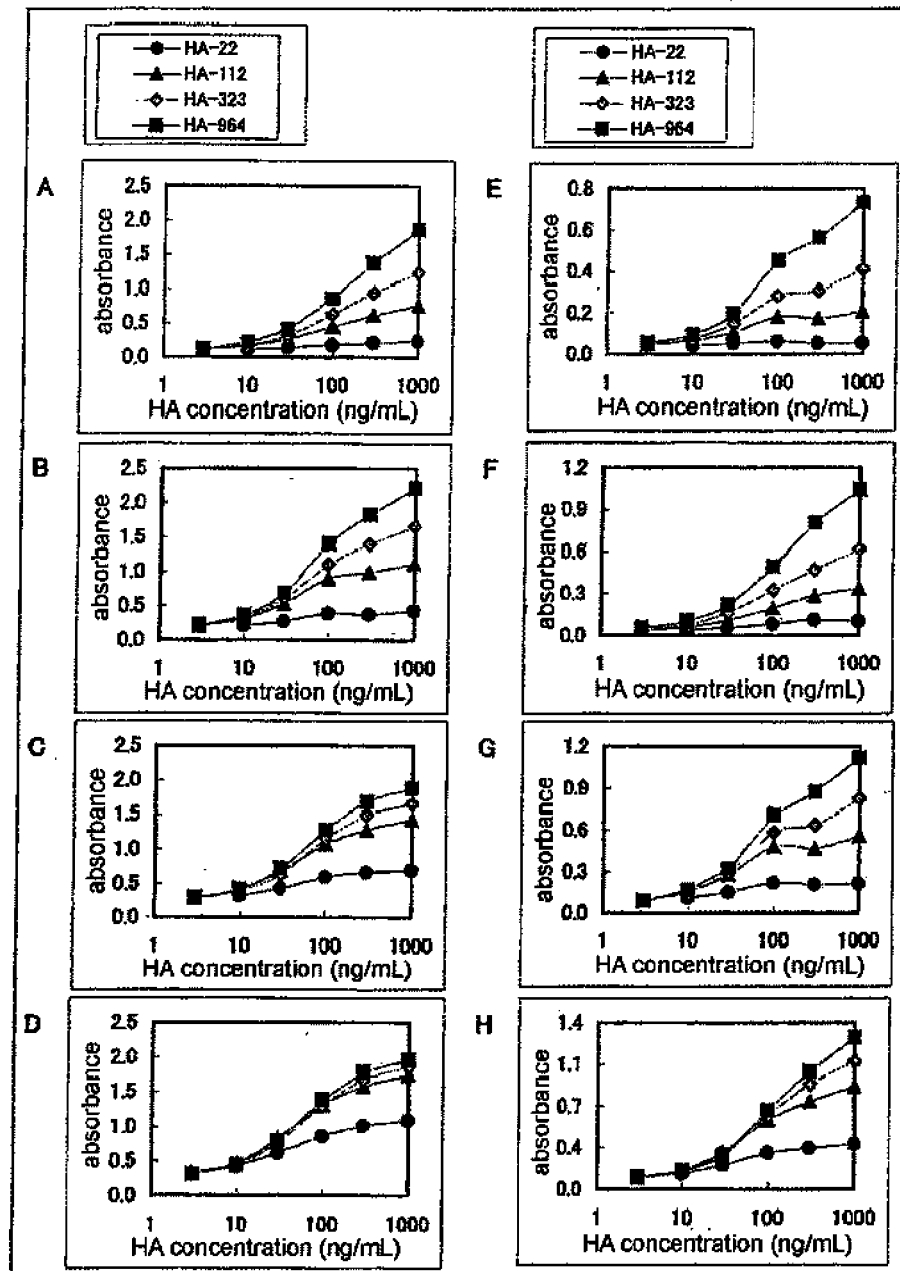 HA-22
HA-112
HA-323
HA-964
HA-22
HA-112
HA-323
HA-964
A
2.5
2.0
1.5
1.0
0.5
0.0
absorbance
1 10 100 1000
HA concentration (ng/mL)
E
0.8
0.6
0.4
0.2
0.0
absorbance
1 10 100 1000
HA concentration (ng/mL)
B
2.5
2.0
1.5
1.0
0.5
0.0
absorbance
1 10 100 1000
HA concentration (ng/mL)
F
1.2
0.9
0.6
0.3
0.0
absorbance
1 10 100 1000
HA concentration (ng/mL)
C
2.5
2.0
1.5
1.0
0.5
0.0
absorbance
1 10 100 1000
HA concentration (ng/mL)
G
1.2
0.9
0.6
0.3
0.0
absorbance
1 10 100 1000
HA concentration (ng/mL)
D
2.5
2.0
1.5
1.0
0.5
0.0
absorbance
1 10 100 1000
HA concentration (ng/mL)
H
1.4
1.1
0.7
0.4
0.0
absorbance
1 10 100 1000
HA concentration (ng/mL)